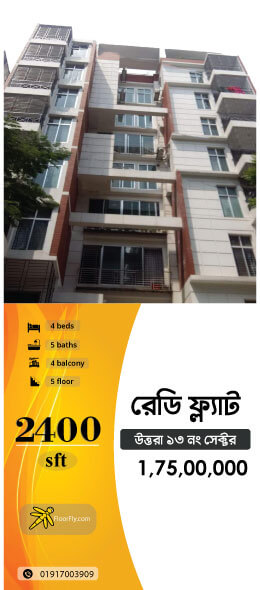 4 beds
5 baths
4 balcony
5 floor
2400
sft
রেডি ফ্ল্যাট
উত্তরা ১৩ নং সেক্টর
1,75,00,000
FloorFly.com
01917003909